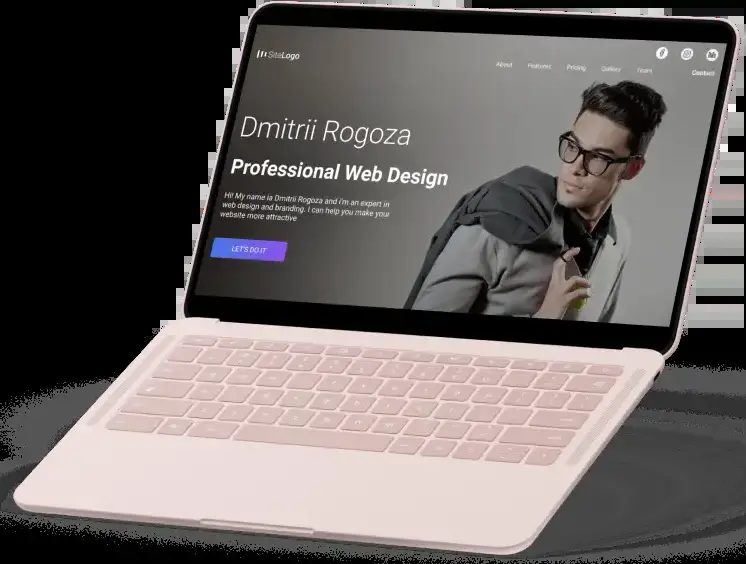 SiteLogo
About Features Pricing Gallery Team Contact
Dmitrii Rogoza
Professional Web Design
Hi! My name ia Dmitrii Rogoza and i'm an expert in
web design and branding. I can help you make your
website more attractive
LET'S DO IT